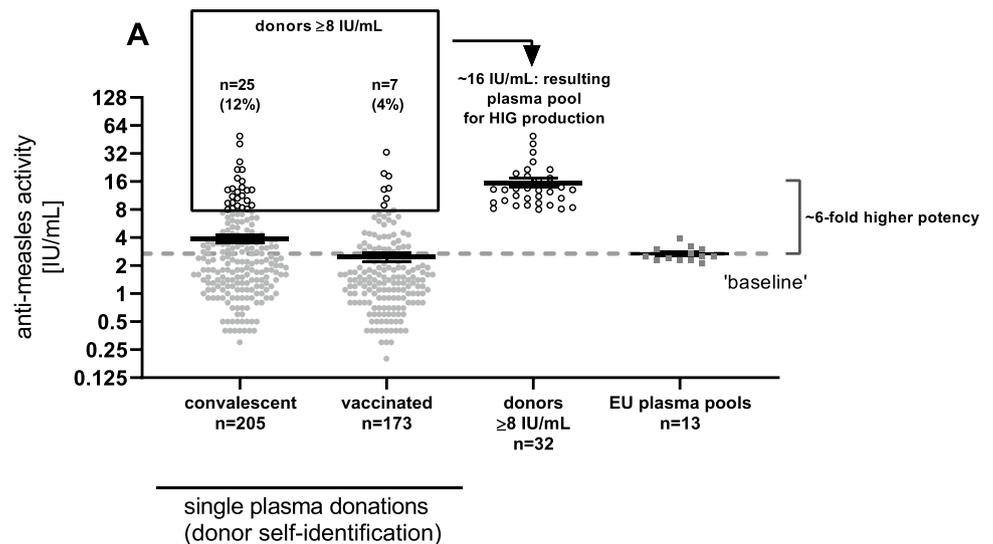 A
donors ≥8 IU/mL
n=25
(12%)
n=7
(4%)
~16 IU/mL: resulting
plasma pool
for HIG production
anti-measles activity
[IU/mL]
128
64
32
16
8
4
2
1
0.5
0.25
0.125
~6-fold higher potency
'baseline'
convalescent
n=205
vaccinated
n=173
donors
≥8 IU/mL
n=32
EU plasma pools
n=13
single plasma donations
(donor self-identification)